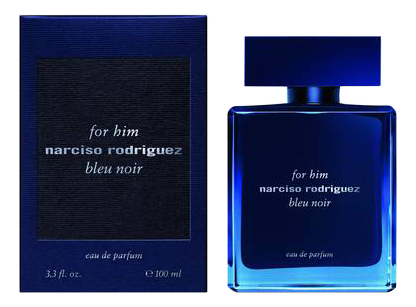 for him
narciso rodriguez
bleu noir
eau de parfum
3.3 fl. oz. ℮ 100 ml
for him
narciso rodriguez
bleu noir
eau de parfum